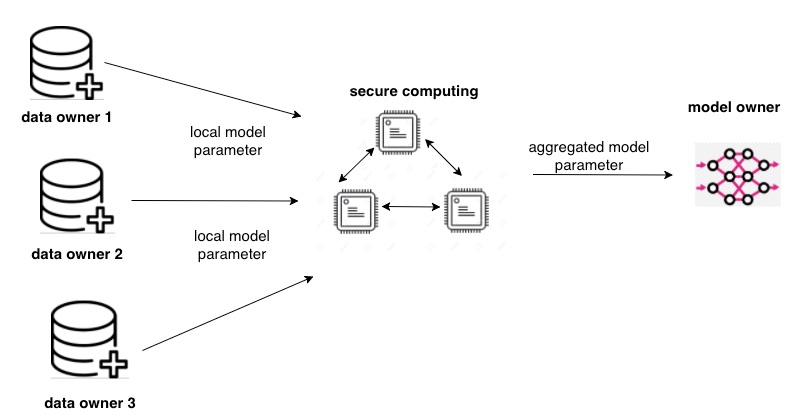 data owner 1
local model
parameter
data owner 2
local model
parameter
data owner 3
secure computing
aggregated model
parameter
model owner